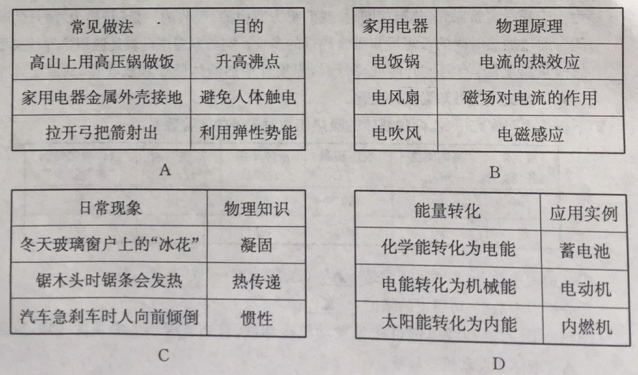 常见做法 目的
高山上用高压锅做饭 升高沸点
家用电器金属外壳接地 避免人体触电
拉开弓把箭射出 利用弹性势能
A
家用电器 物理原理
电饭锅 电流的热效应
电风扇 磁场对电流的作用
电吹风 电磁感应
B
日常现象 物理知识
冬天玻璃窗户上的“冰花” 凝固
锯木头时锯条会发热 热传递
汽车急刹车时人向前倾倒 惯性
C
能量转化 应用实例
化学能转化为电能 蓄电池
电能转化为机械能 电动机
太阳能转化为内能 内燃机
D